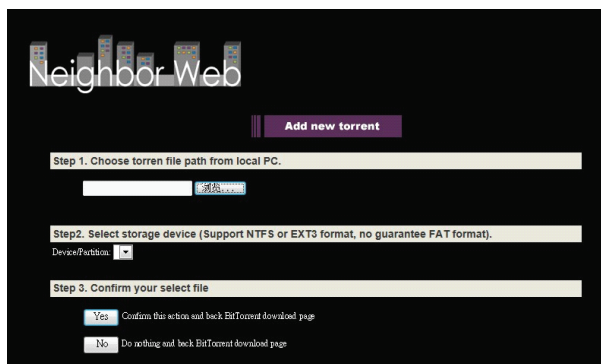 Neighbor Web
Add new torrent
Step 1. Choose torren file path from local PC.
瀏覽...
Step2. Select storage device (Support NTFS or EXT3 format, no guarantee FAT format).
Device/Partition:
Step 3. Confirm your select file
Yes Confirm this action and back BitTorrent download page
No Do nothing and back BitTorrent download page